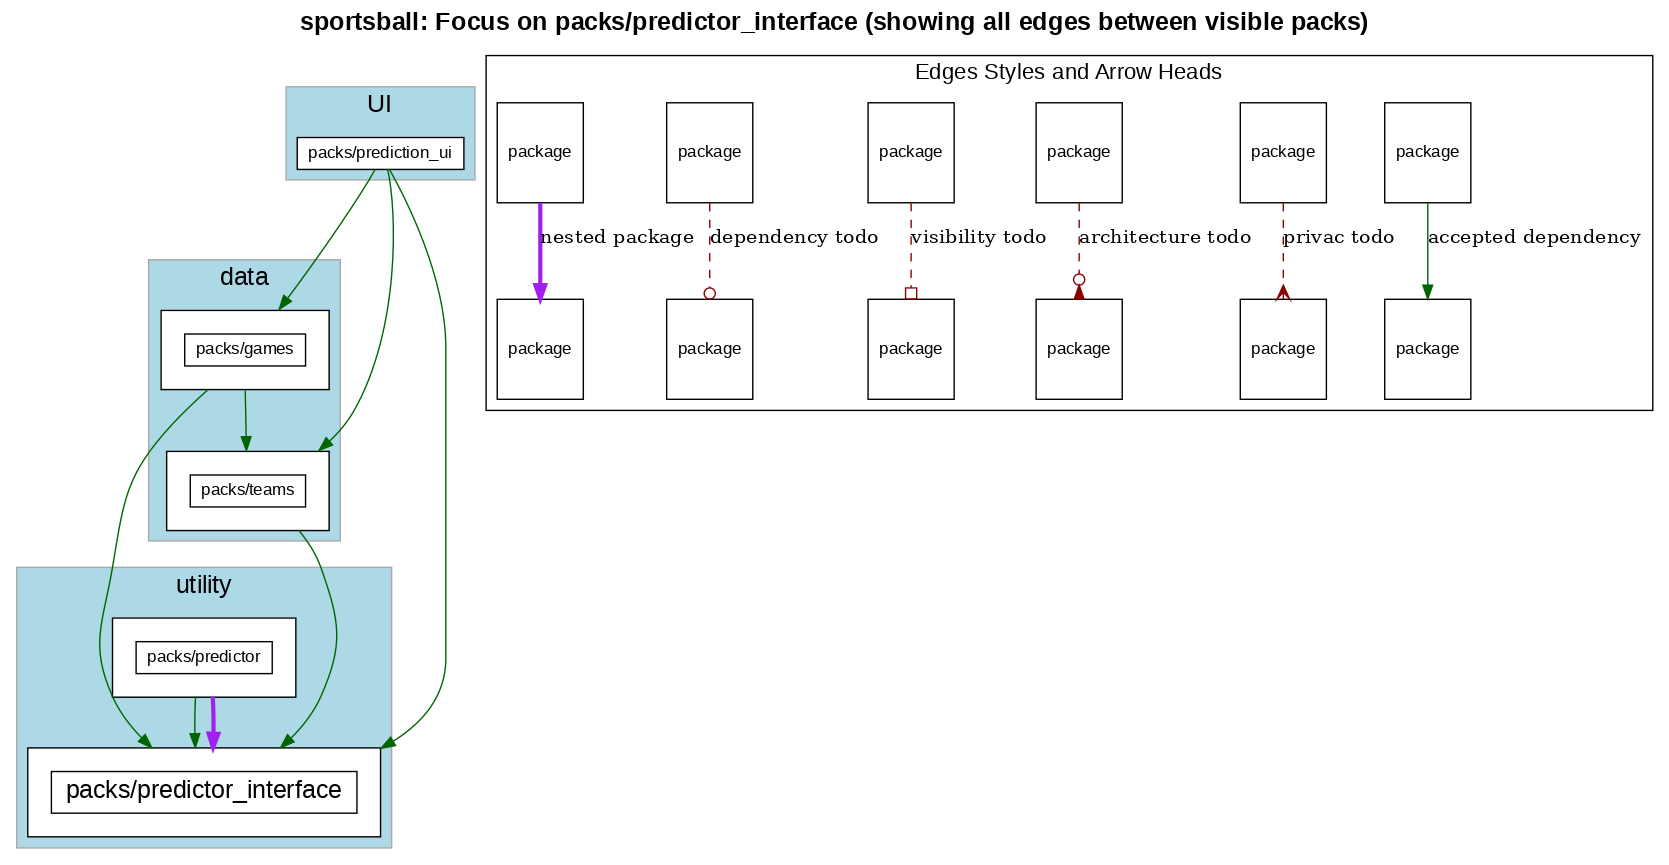 sportsball: Focus on packs/predictor_interface (showing all edges between visible packs)
UI
packs/prediction_ui
data
packs/games
packs/teams
utility
packs/predictor
packs/predictor_interface
Edges Styles and Arrow Heads
package package package package package package
nested package dependency todo visibility todo architecture todo privac todo accepted dependency
package package package package package package